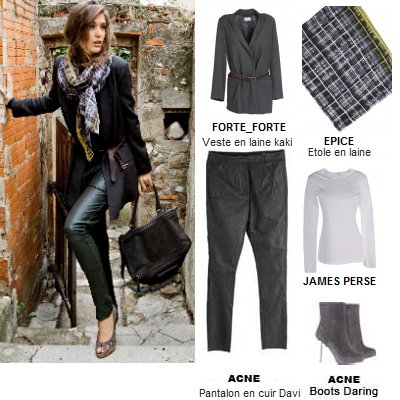 FORTE_FORTE
Veste en laine kaki
EPICE
Etole en laine
JAMES PERSE
ACNE
Pantalon en cuir Davi
ACNE
Boots Daring